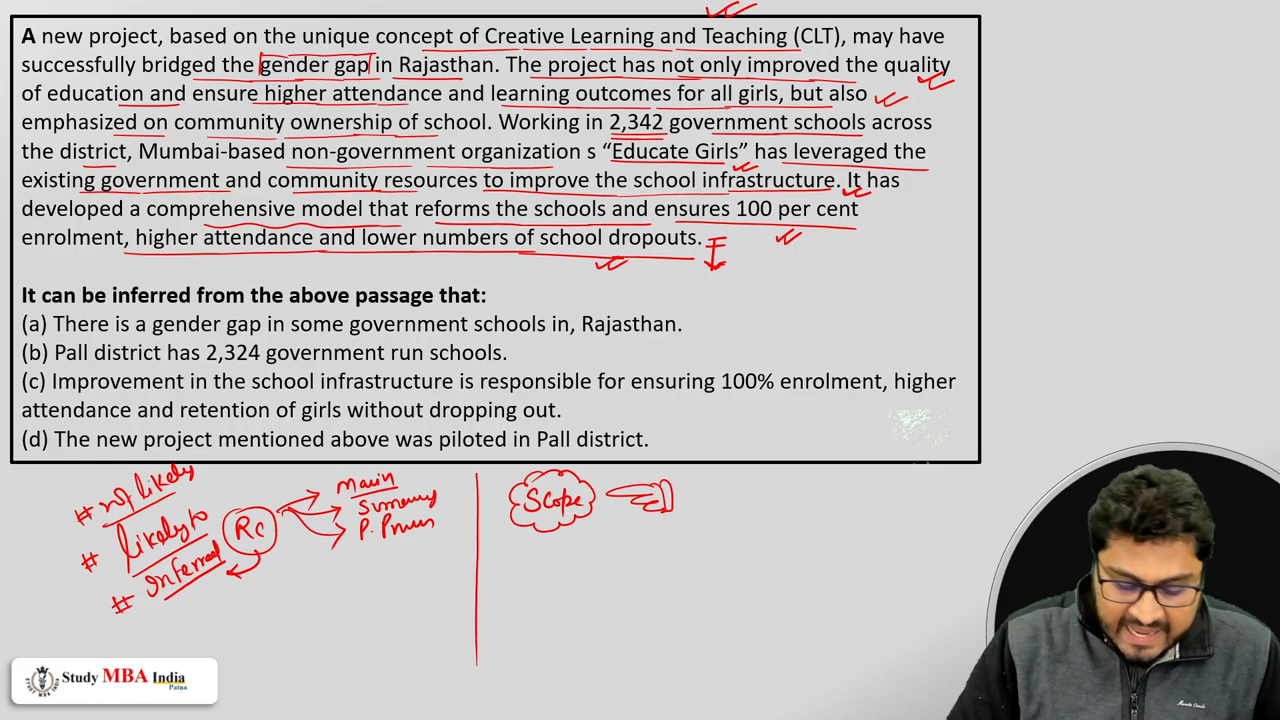 A new project, based on the unique concept of Creative Learning and Teaching (CLT), may have
successfully bridged the gender gap in Rajasthan. The project has not only improved the quality
of education and ensure higher attendance and learning outcomes for all girls, but also
emphasized on community ownership of school. Working in 2,342 government schools across
the district, Mumbai-based non-government organization s “Educate Girls” has leveraged the
existing government and community resources to improve the school infrastructure. It has
developed a comprehensive model that reforms the schools and ensures 100 per cent
enrolment, higher attendance and lower numbers of school dropouts.
It can be inferred from the above passage that:
(a) There is a gender gap in some government schools in, Rajasthan.
(b) Pall district has 2,324 government run schools.
(c) Improvement in the school infrastructure is responsible for ensuring 100% enrolment, higher
attendance and retention of girls without dropping out.
(d) The new project mentioned above was piloted in Pall district.
# not likely
# likely to
# Inferred
RC
Main
Scope
Study MBA India
Patna